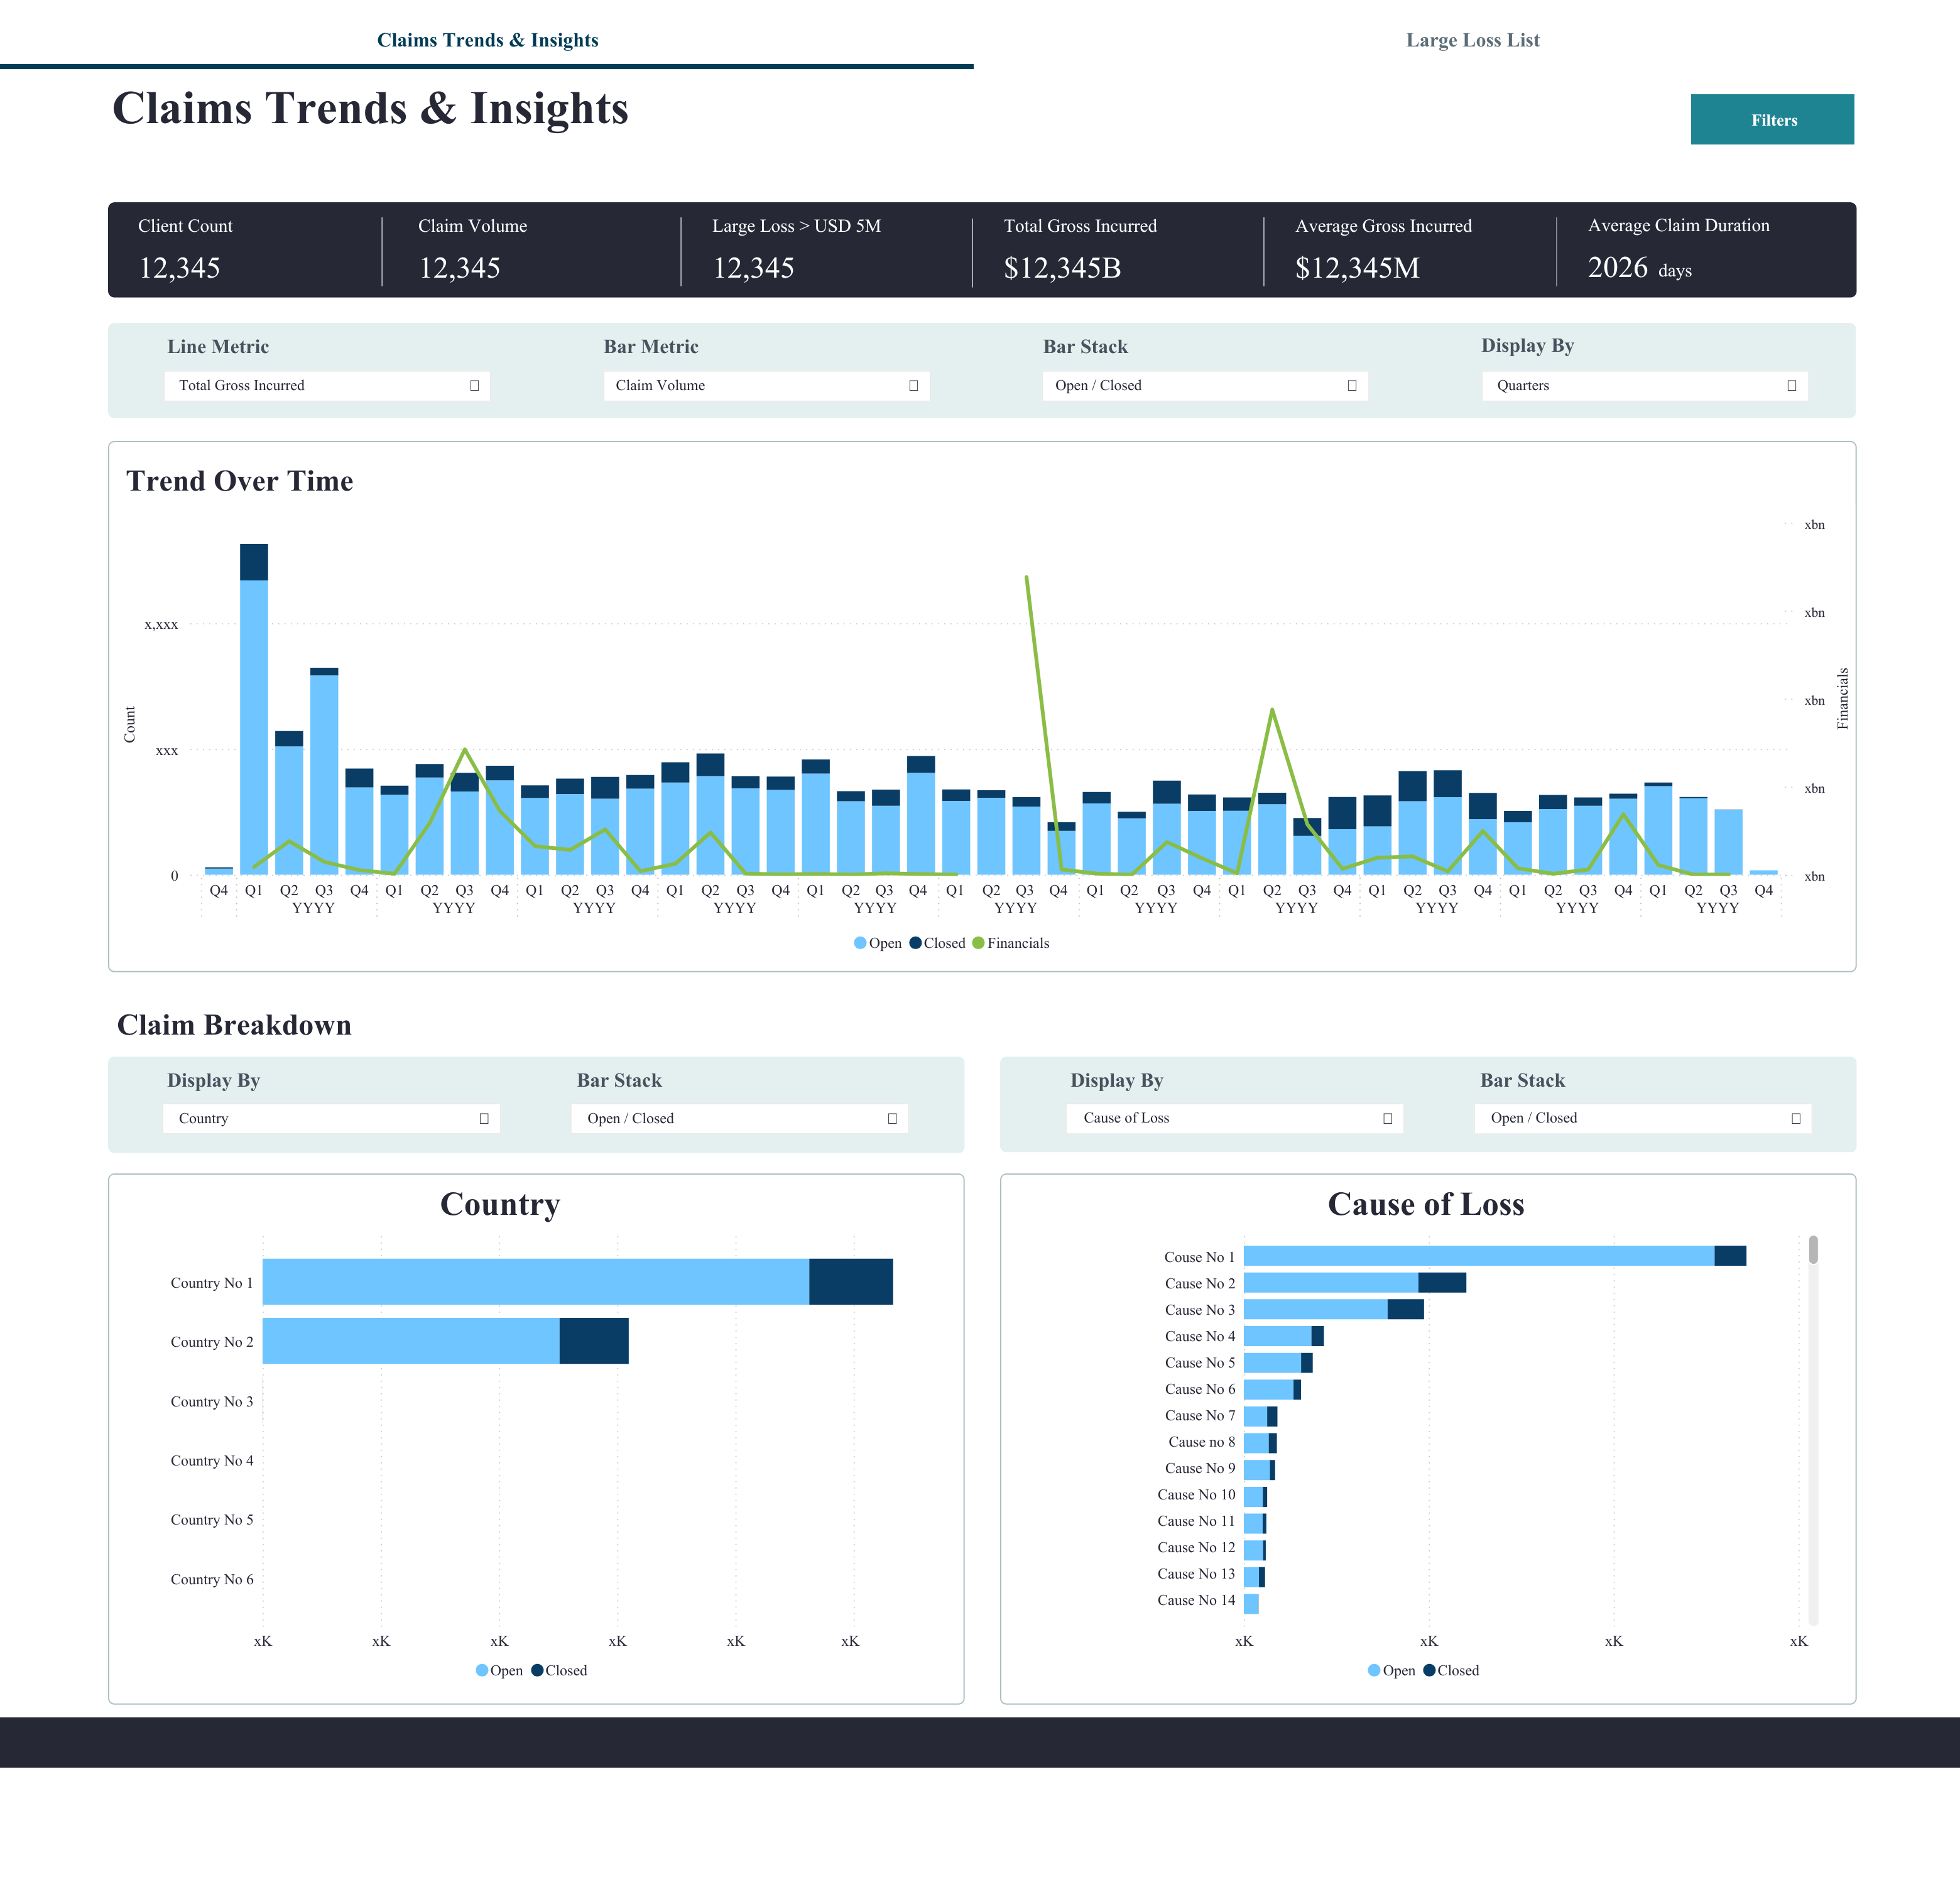 Claims Trends & Insights
Large Loss List
Claims Trends & Insights
Filters
Client Count
Claim Volume
Large Loss > USD 5M
Total Gross Incurred
Average Gross Incurred
Average Claim Duration
12,345
12,345
12,345
$12,345B
$12,345M
2026 days
Line Metric
Bar Metric
Bar Stack
Display By
Total Gross Incurred
Claim Volume
Open / Closed
Quarters
Trend Over Time
xbn
xbn
x,xxx
xbn
Financials
Count
xxx
xbn
0
xbn
Q4 Q1 Q2 Q3 Q4 Q1 Q2 Q3 Q4 Q1 Q2 Q3 Q4 Q1 Q2 Q3 Q4 Q1 Q2 Q3 Q4 Q1 Q2 Q3 Q4 Q1 Q2 Q3 Q4 Q1 Q2 Q3 Q4 Q1 Q2 Q3 Q4 Q1 Q2 Q3 Q4 Q1 Q2 Q3 Q4
YYYY YYYY YYYY YYYY YYYY YYYY YYYY YYYY YYYY YYYY YYYY
Open Closed Financials
Claim Breakdown
Display By
Bar Stack
Country
Open / Closed
Display By
Bar Stack
Cause of Loss
Open / Closed
Country
Country No 1
Country No 2
Country No 3
Country No 4
Country No 5
Country No 6
xK xK xK xK xK xK
Open Closed
Cause of Loss
Couse No 1
Cause No 2
Cause No 3
Cause No 4
Cause No 5
Cause No 6
Cause No 7
Cause no 8
Cause No 9
Cause No 10
Cause No 11
Cause No 12
Cause No 13
Cause No 14
xK xK xK xK
Open Closed